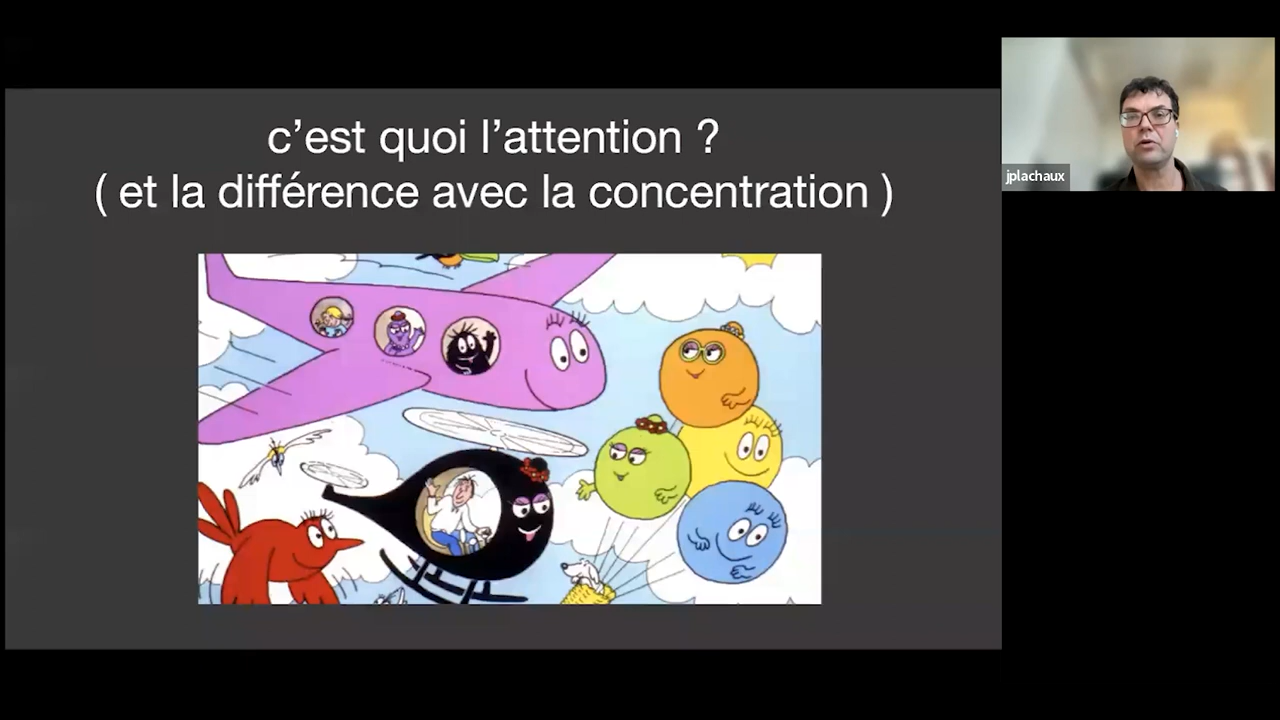 c’est quoi l’attention ?
( et la différence avec la concentration )
jplachaux